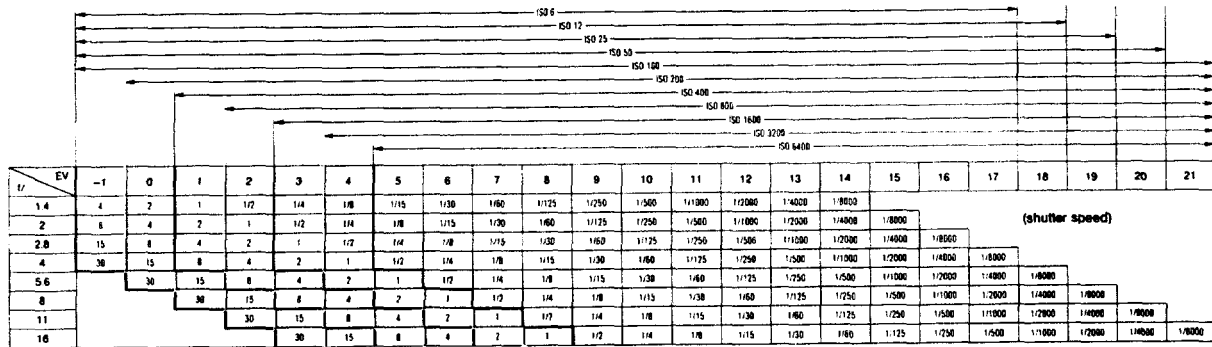 ISO 6
ISO 12
ISO 25
ISO 50
ISO 100
ISO 200
ISO 400
ISO 800
ISO 1600
ISO 3200
ISO 6400
f/ EV -1 0 1 2 3 4 5 6 7 8 9 10 11 12 13 14 15 16 17 18 19 20 21
1.4 4 2 1 1/2 1/4 1/8 1/15 1/30 1/60 1/125 1/250 1/500 1/1000 1/2000 1/4000 1/8000
2 8 4 2 1 1/2 1/4 1/8 1/15 1/30 1/60 1/125 1/250 1/500 1/1000 1/2000 1/4000 1/8000 (shutter speed)
2.8 15 8 4 2 1 1/2 1/4 1/8 1/15 1/30 1/60 1/125 1/250 1/500 1/1000 1/2000 1/4000 1/8000
4 30 15 8 4 2 1 1/2 1/4 1/8 1/15 1/30 1/60 1/125 1/250 1/500 1/1000 1/2000 1/4000 1/8000
5.6 30 15 8 4 2 1 1/2 1/4 1/8 1/15 1/30 1/60 1/125 1/250 1/500 1/1000 1/2000 1/4000 1/8000
8 30 15 8 4 2 1 1/2 1/4 1/8 1/15 1/30 1/60 1/125 1/250 1/500 1/1000 1/2000 1/4000 1/8000
11 30 15 8 4 2 1 1/2 1/4 1/8 1/15 1/30 1/60 1/125 1/250 1/500 1/1000 1/2000 1/4000 1/8000
16 30 15 8 4 2 1 1/2 1/4 1/8 1/15 1/30 1/60 1/125 1/250 1/500 1/1000 1/2000 1/4000 1/8000